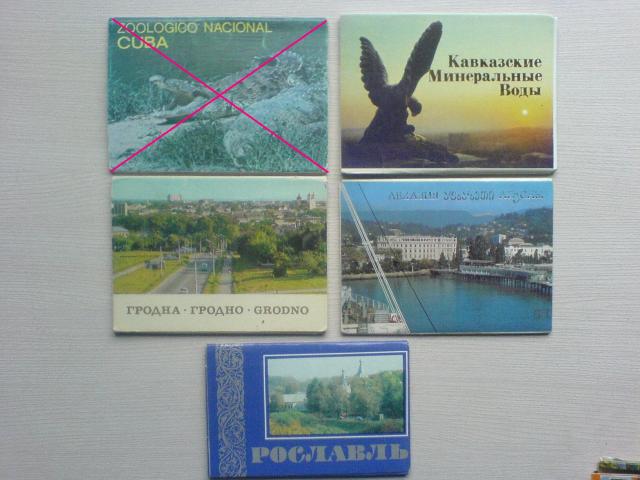 ZOOLOGICO NACIONAL
CUBA
Кавказские
Минеральные
Воды
ГРОДНА · ГРОДНО · GRODNO
РОСЛАВЛЬ